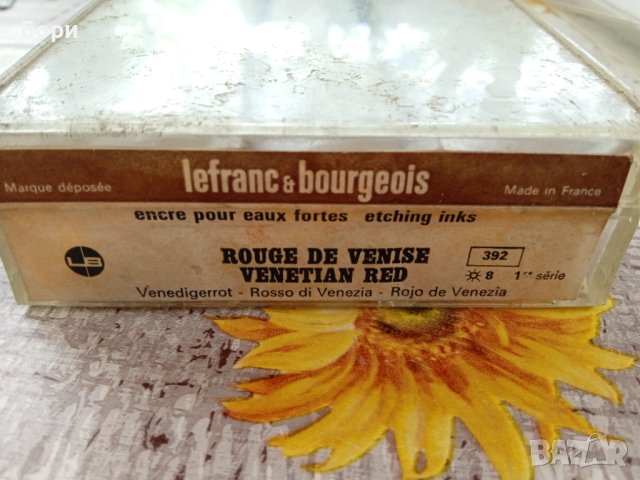 Бори
lefranc & bourgeois
Marque déposée
Made in France
encre pour eaux fortes etching inks
LB
ROUGE DE VENISE
392
VENETIAN RED
8 1re série
Venedigerrot - Rosso di Venezia - Rojo de Venezia
BAZAR
bg